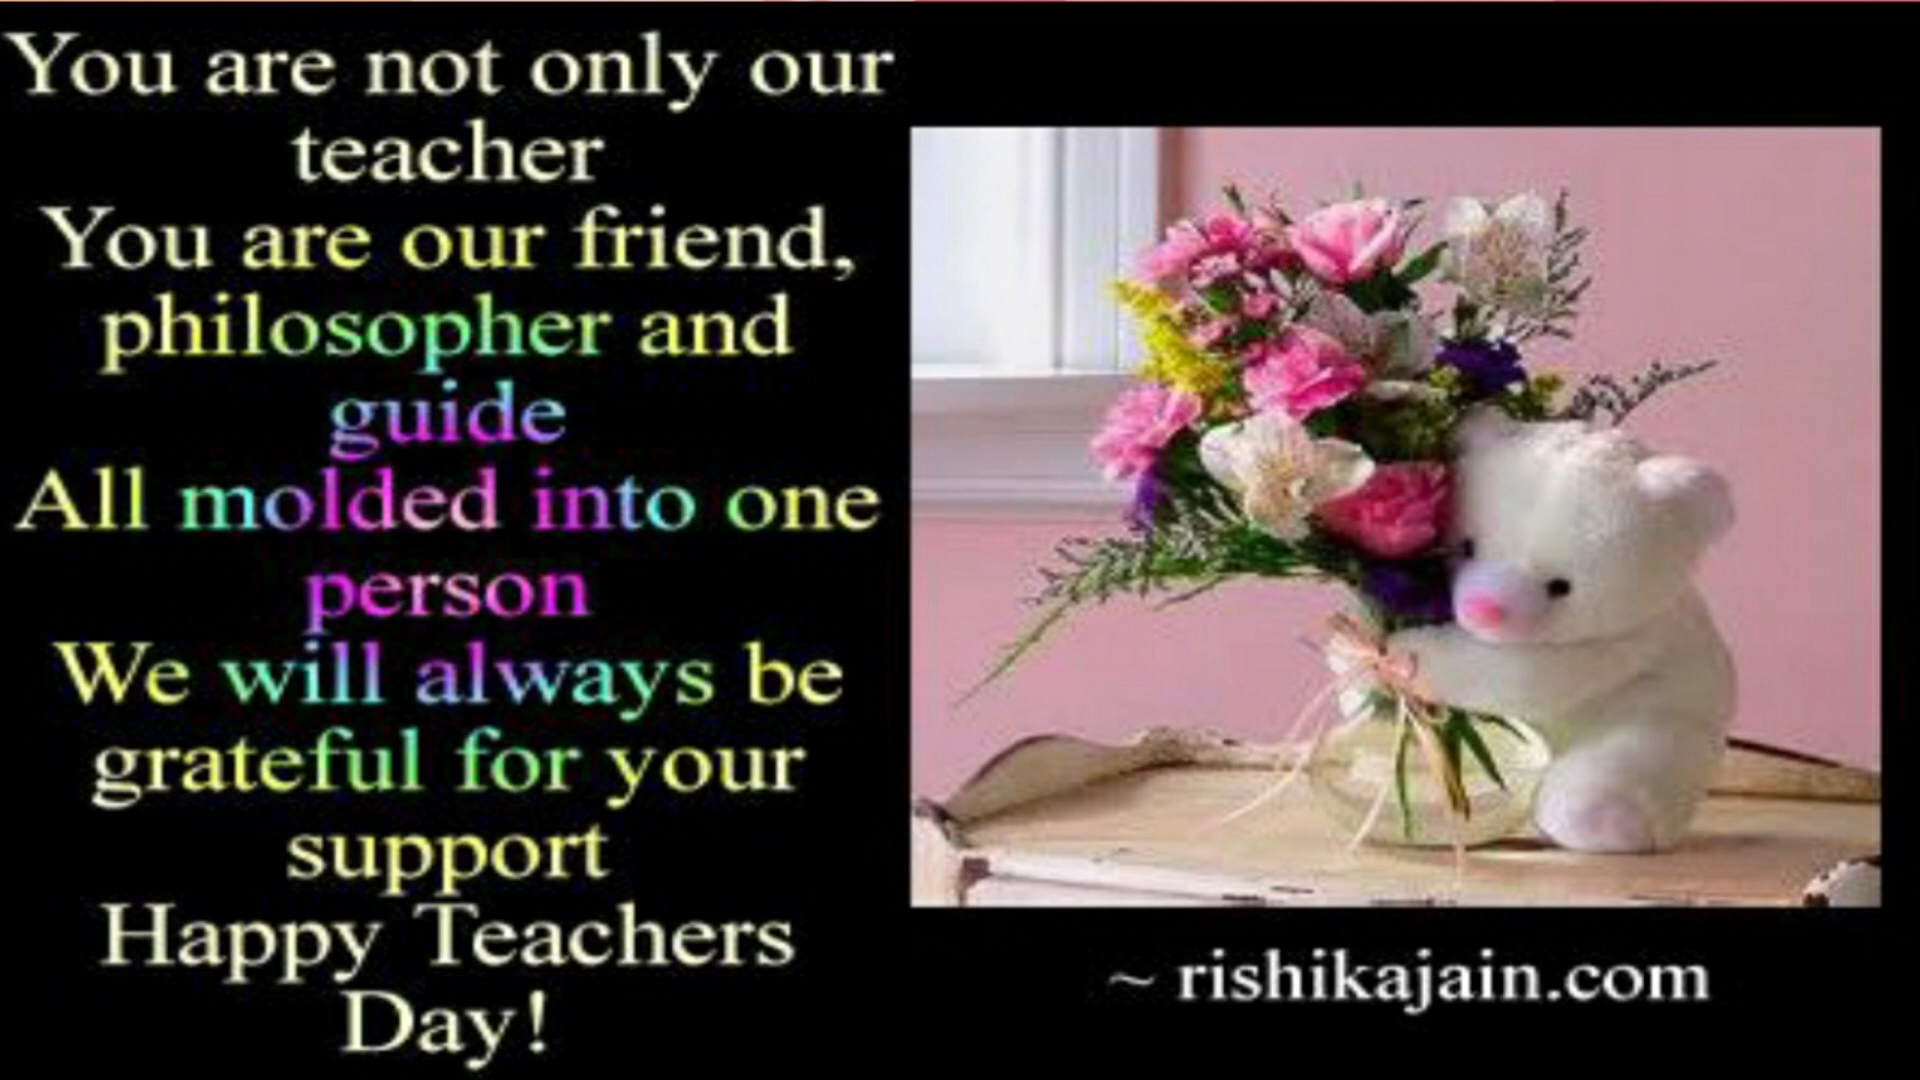 You are not only our
teacher
You are our friend,
philosopher and
guide
All molded into one
person
We will always be
grateful for your
support
Happy Teachers
Day!
~ rishikajain.com